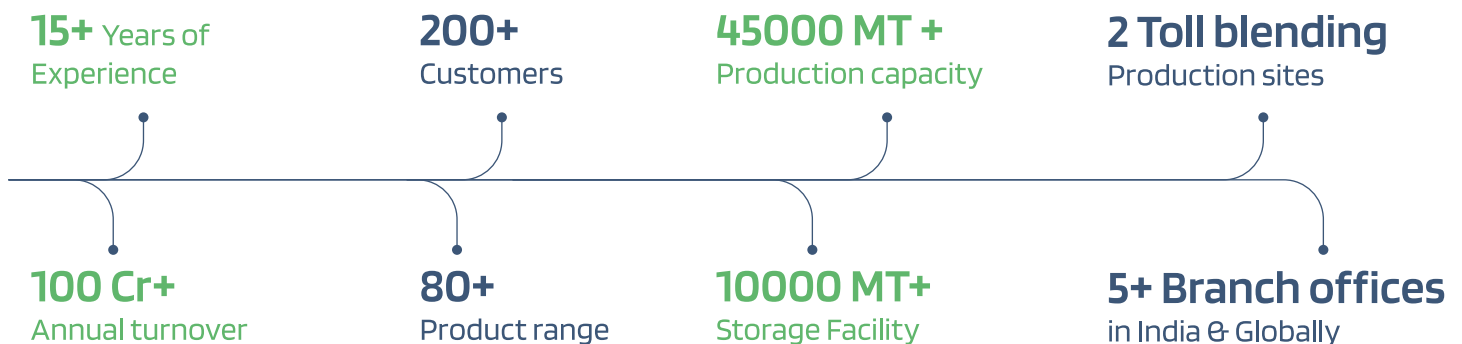 15+ Years of
Experience
200+
Customers
45000 MT +
Production capacity
2 Toll blending
Production sites
100 Cr+
Annual turnover
80+
Product range
10000 MT+
Storage Facility
5+ Branch offices
in India & Globally